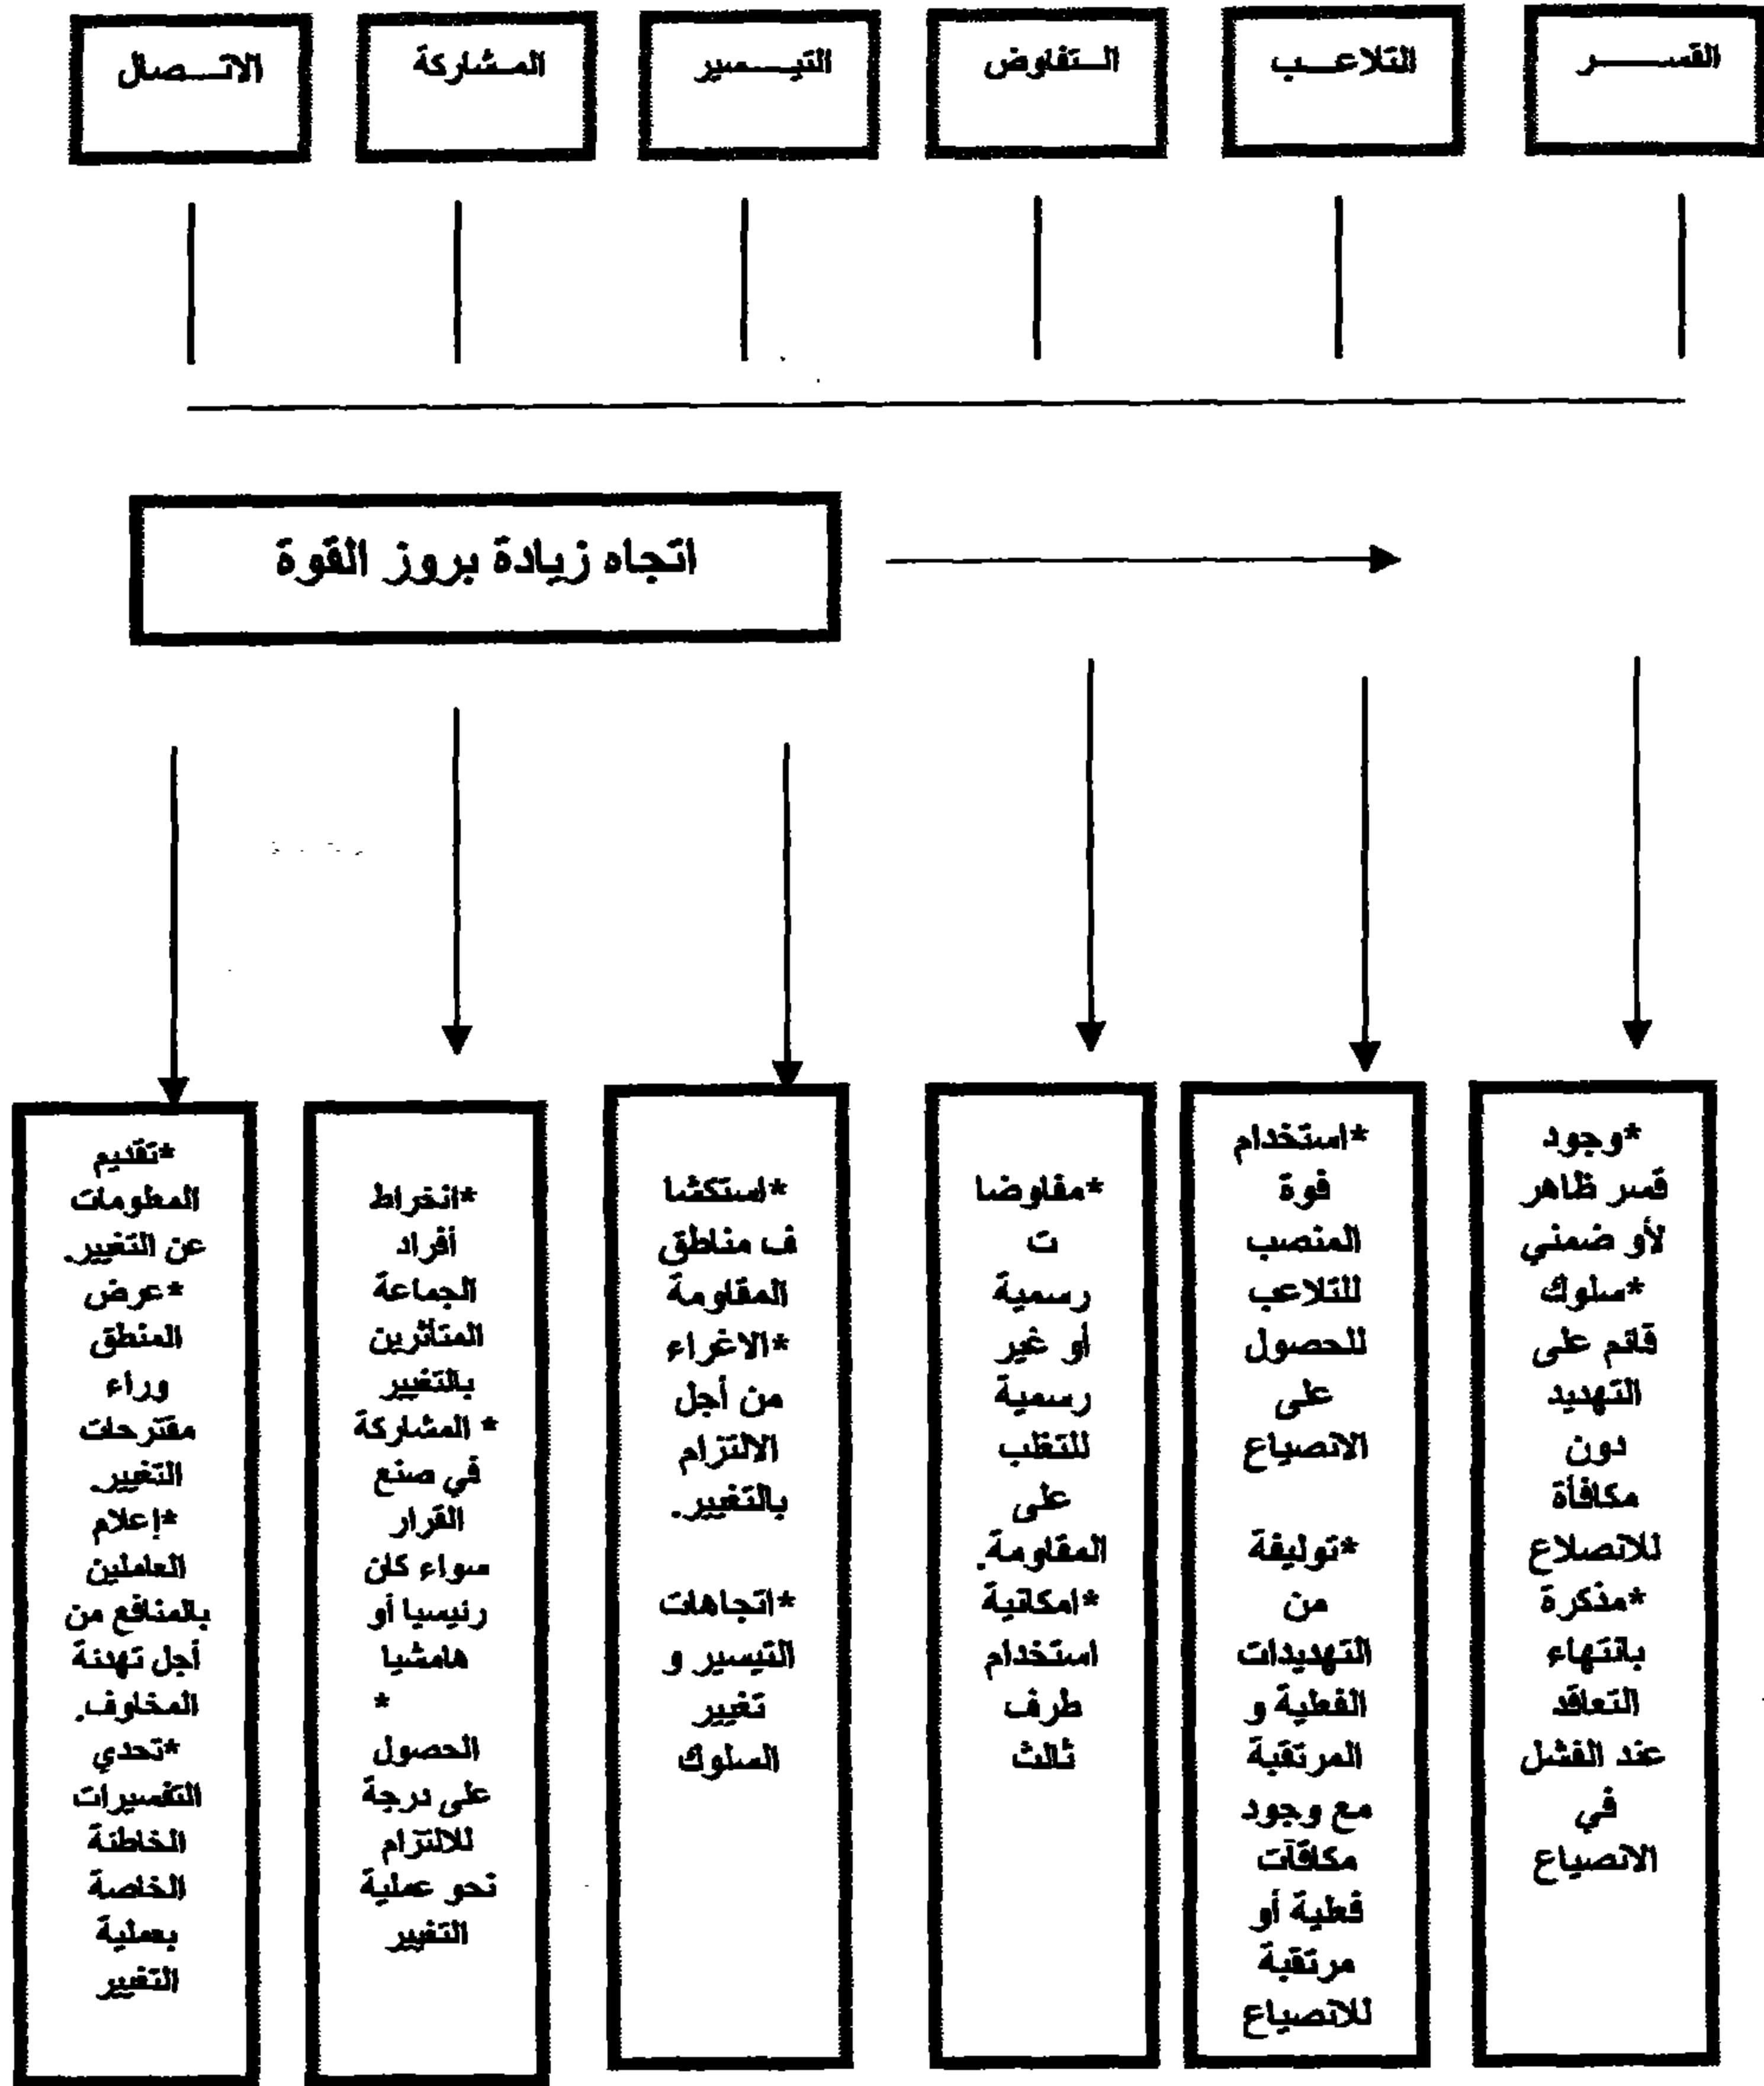 القســـــر
التلاعـــب
الـتفاوض
التيـــسير
المشاركة
الاتـــصال
اتجاه زيادة بروز القوة
*وجود
قسر ظاهر
لأو ضمني
*سلوك
قائم على
التهديد
دون
مكافأة
للانصلاع
*مذكرة
بانتهاء
التعاقد
عند الفشل
في
الانصياع
*استخدام
قوة
المنصب
للتلاعب
للحصول
على
الانصياع
*توليفة
من
التهديدات
الفعلية و
المرتقبة
مع وجود
مكافآت
فعلية أو
مرتقبة
للانصياع
*مفاوضا
ت
رسمية
أو غير
رسمية
للتغلب
على
المقاومة.
*امكانية
استخدام
طرف
ثالث
*استكشا
ف مناطق
المقاومة
*الاغراء
من أجل
الالتزام
بالتغيير.
*اتجاهات
التيسير و
تغيير
السلوك
*انخراط
أفراد
الجماعة
المتأثرين
بالتغيير
* المشاركة
في صنع
القرار
سواء كان
رئيسيا أو
هامشيا
*
الحصول
على درجة
للالتزام
نحو عملية
التغيير
*تقديم
المعلومات
عن التغيير.
*عرض
المنطق
وراء
مقترحات
التغيير.
*إعلام
العاملين
بالمنافع من
أجل تهدئة
المخاوف.
*تحدي
التفسيرات
الخاطئة
الخاصة
بعملية
التغيير